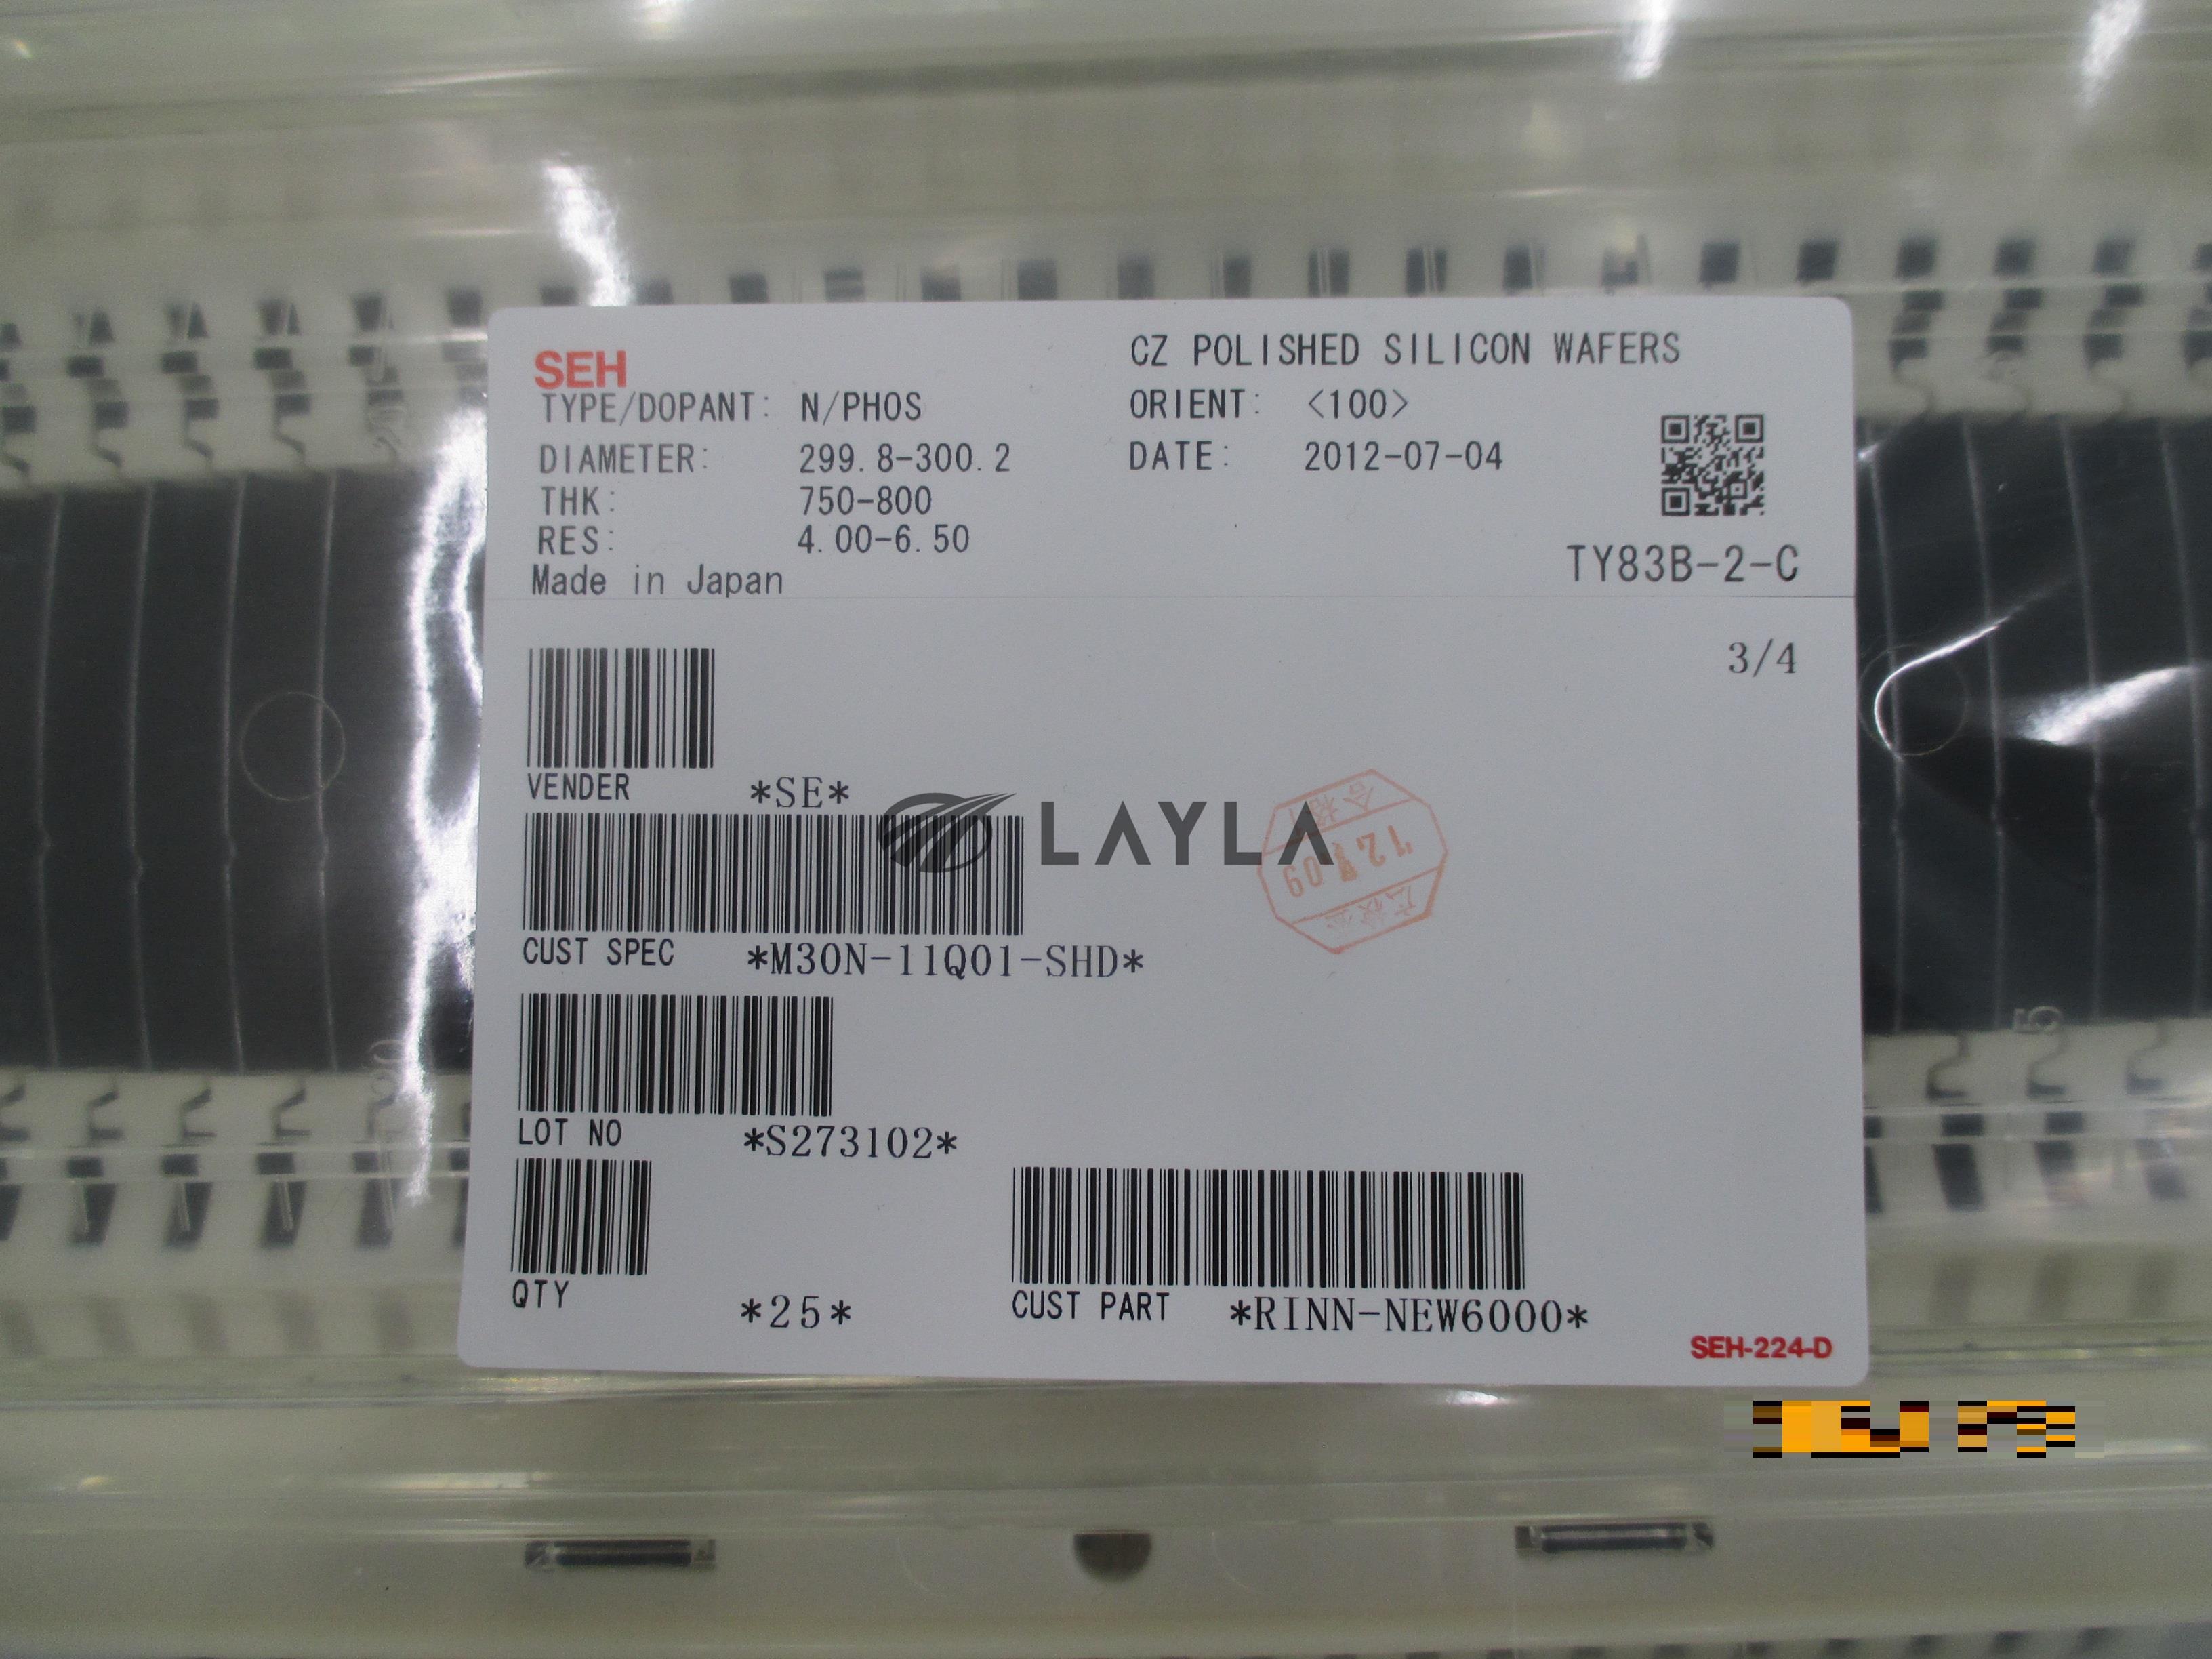 SEH
CZ POLISHED SILICON WAFERS
TYPE/DOPANT: N/PHOS
ORIENT: <100>
DIAMETER: 299.8-300.2
DATE: 2012-07-04
THK: 750-800
RES: 4.00-6.50
Made in Japan
TY83B-2-C
3/4
VENDER *SE*
LAYLA
CUST SPEC *M30N-11Q01-SHD*
LOT NO *S273102*
QTY *25*
CUST PART *RINN-NEW6000*
SEH-224-D